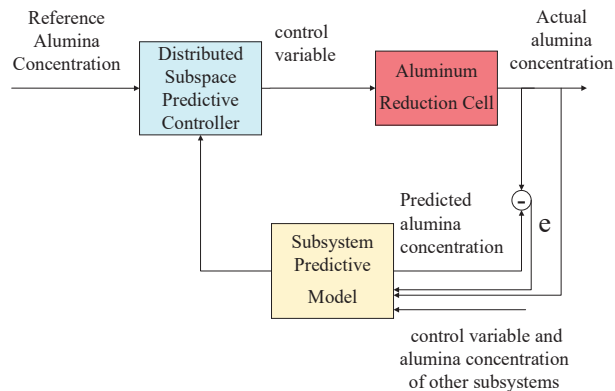 Reference
Alumina
Concentration
Distributed
Subspace
Predictive
Controller
control
variable
Aluminum
Reduction Cell
Actual
alumina
concentration
-
e
Predicted
alumina
concentration
Subsystem
Predictive
Model
control variable and
alumina concentration
of other subsystems